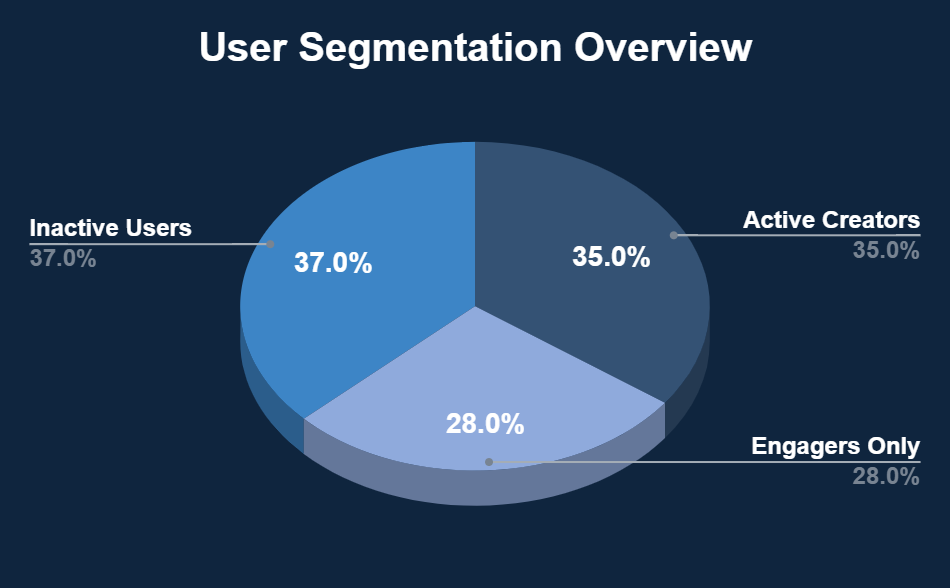 User Segmentation Overview
Inactive Users
37.0%
37.0%
35.0%
Active Creators
35.0%
28.0%
Engagers Only
28.0%